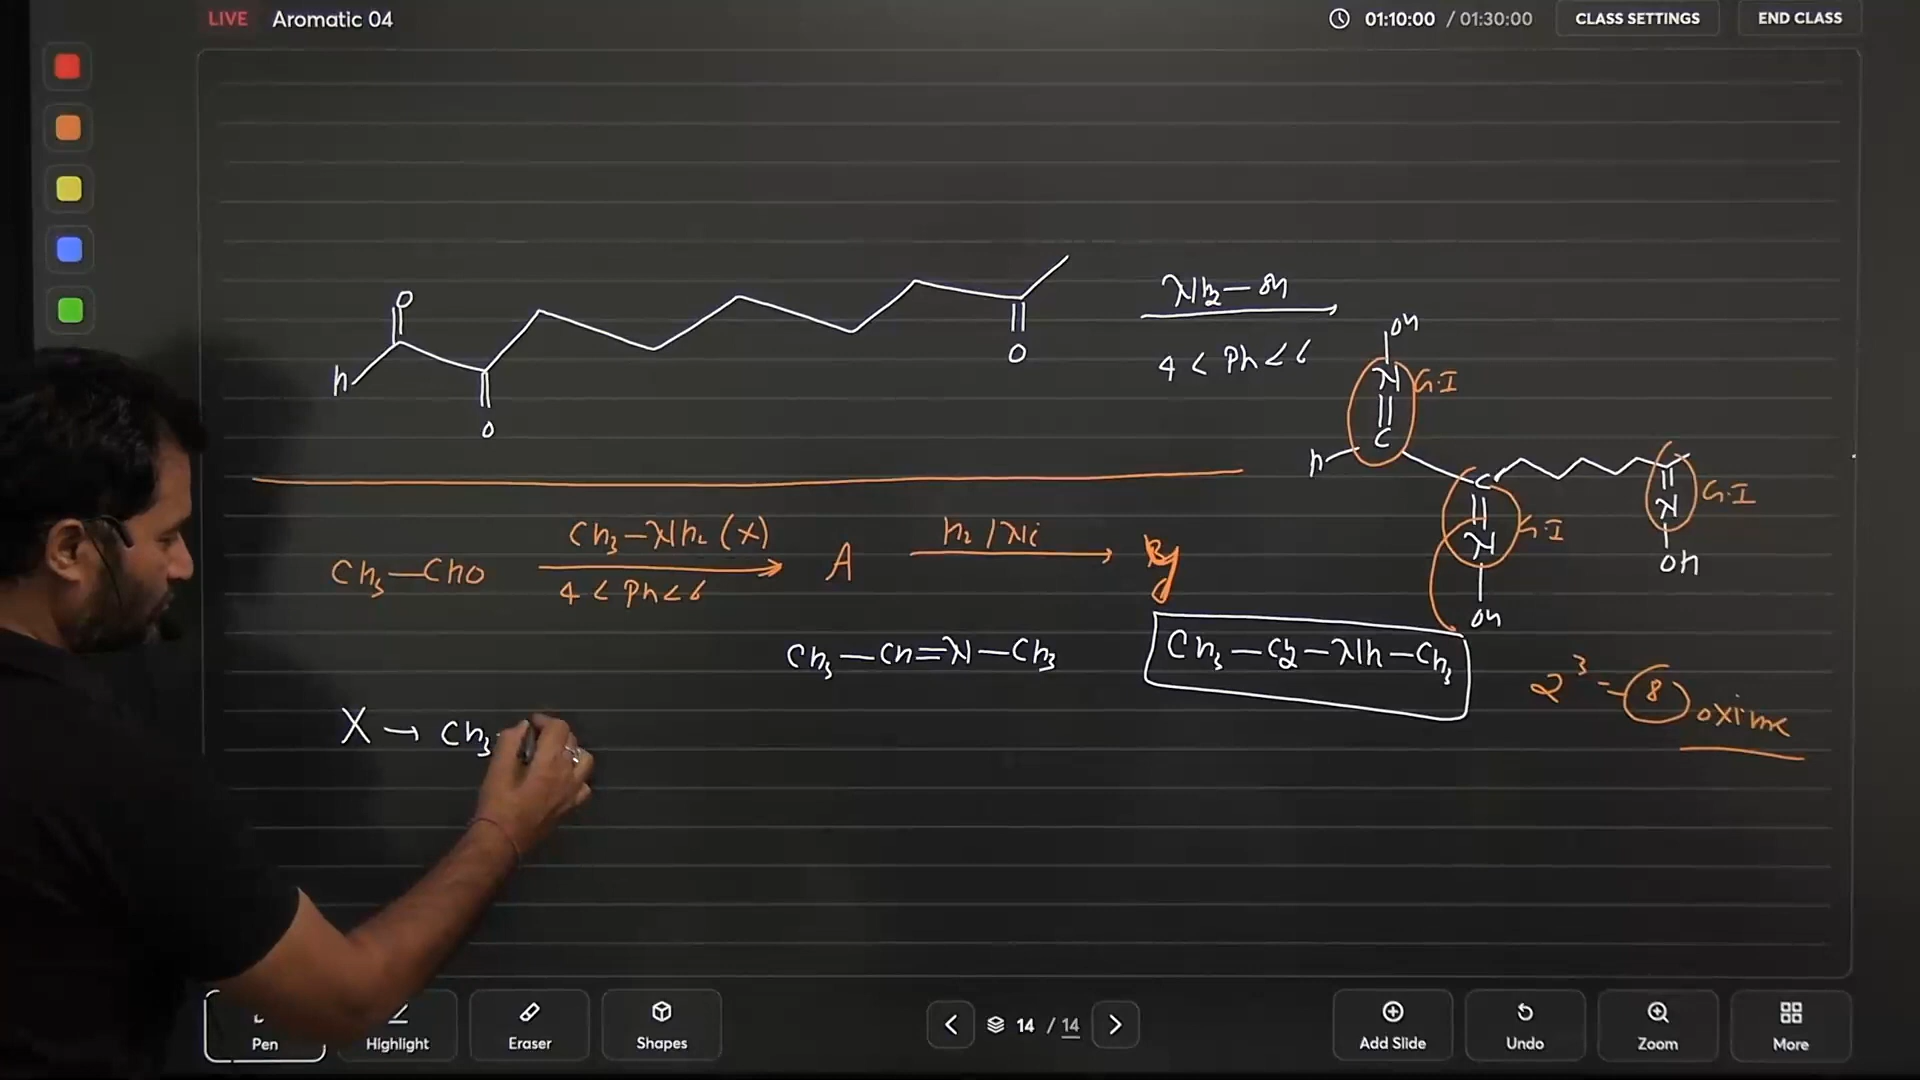 LIVE Aromatic 04 01:10:00 / 01:30:00 CLASS SETTINGS END CLASS
O
H
O
O
NH2 — OH
4 < PH < 6
OH
N G.I
C
H
C
N G.I
OH
N G.I
OH
CH3—CHO CH3—NH2 (X) A H2 / Ni
4 < PH < 6
CH3—CH=N—CH3
CH3—CH2—NH—CH3
2^3 = 8 oxime
X → CH3
Pen Highlight Eraser Shapes 14 / 14 Add Slide Undo Zoom More